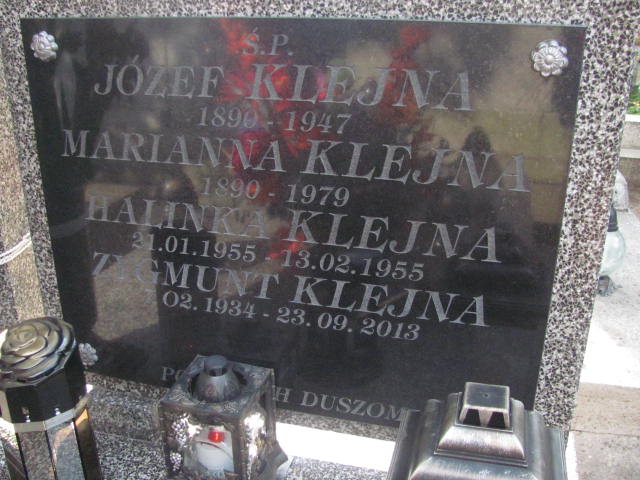 Ś.P.
JÓZEF KLEJNA
1890 - 1947
MARIANNA KLEJNA
1890 - 1979
HALINKA KLEJNA
21.01.1955 - 13.02.1955
ZYGMUNT KLEJNA
02.1934 - 23.09.2013
DUSZOM